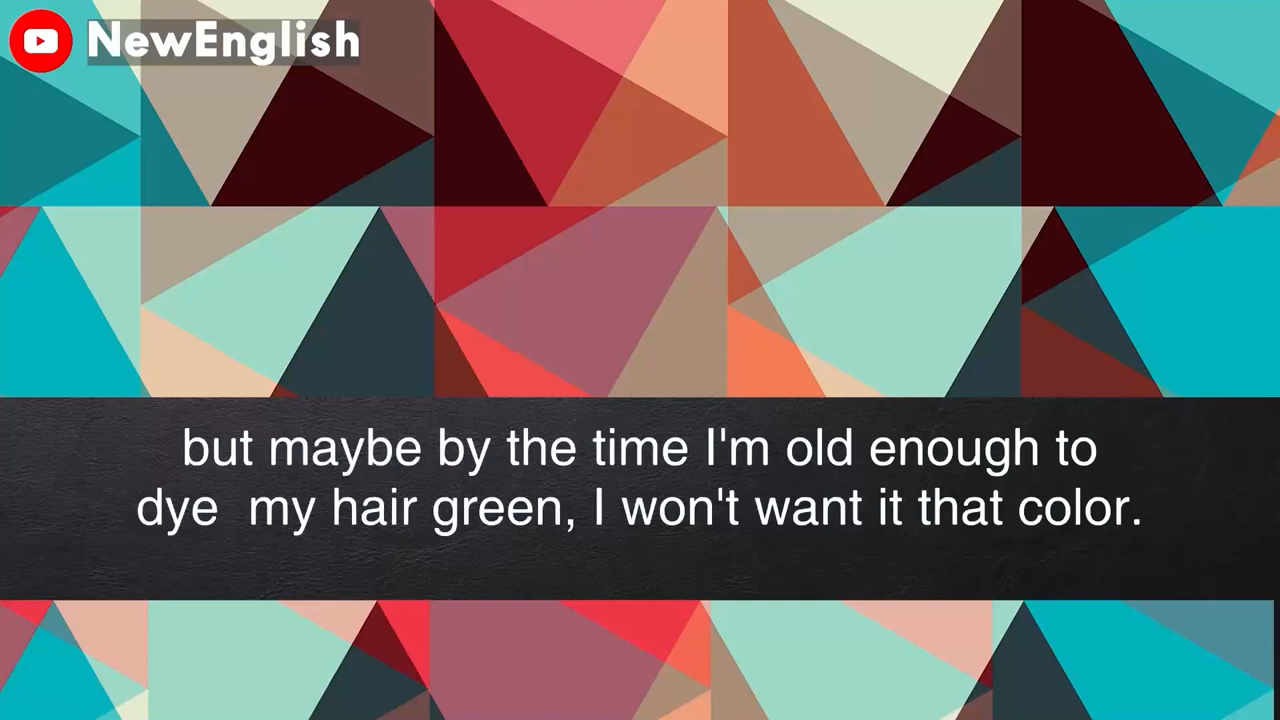 NewEnglish
but maybe by the time I'm old enough to
dye  my hair green, I won't want it that color.